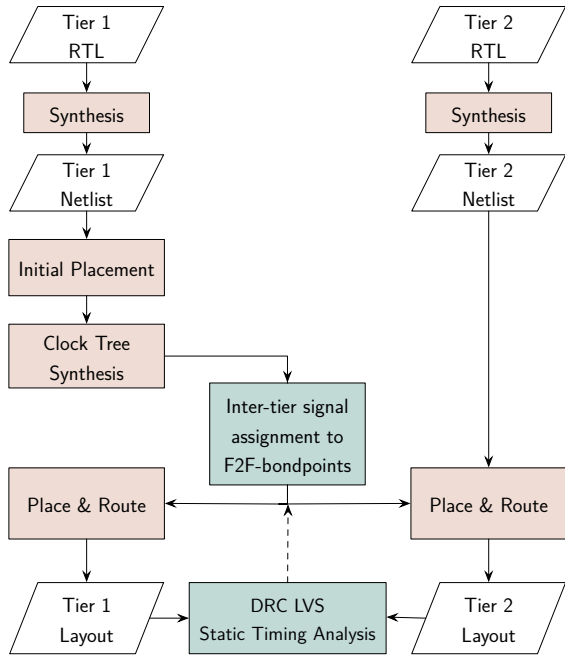 Tier 1
RTL
Tier 2
RTL
Synthesis
Synthesis
Tier 1
Netlist
Tier 2
Netlist
Initial Placement
Clock Tree
Synthesis
Inter-tier signal
assignment to
F2F-bondpoints
Place & Route
Place & Route
Tier 1
Layout
DRC LVS
Static Timing Analysis
Tier 2
Layout